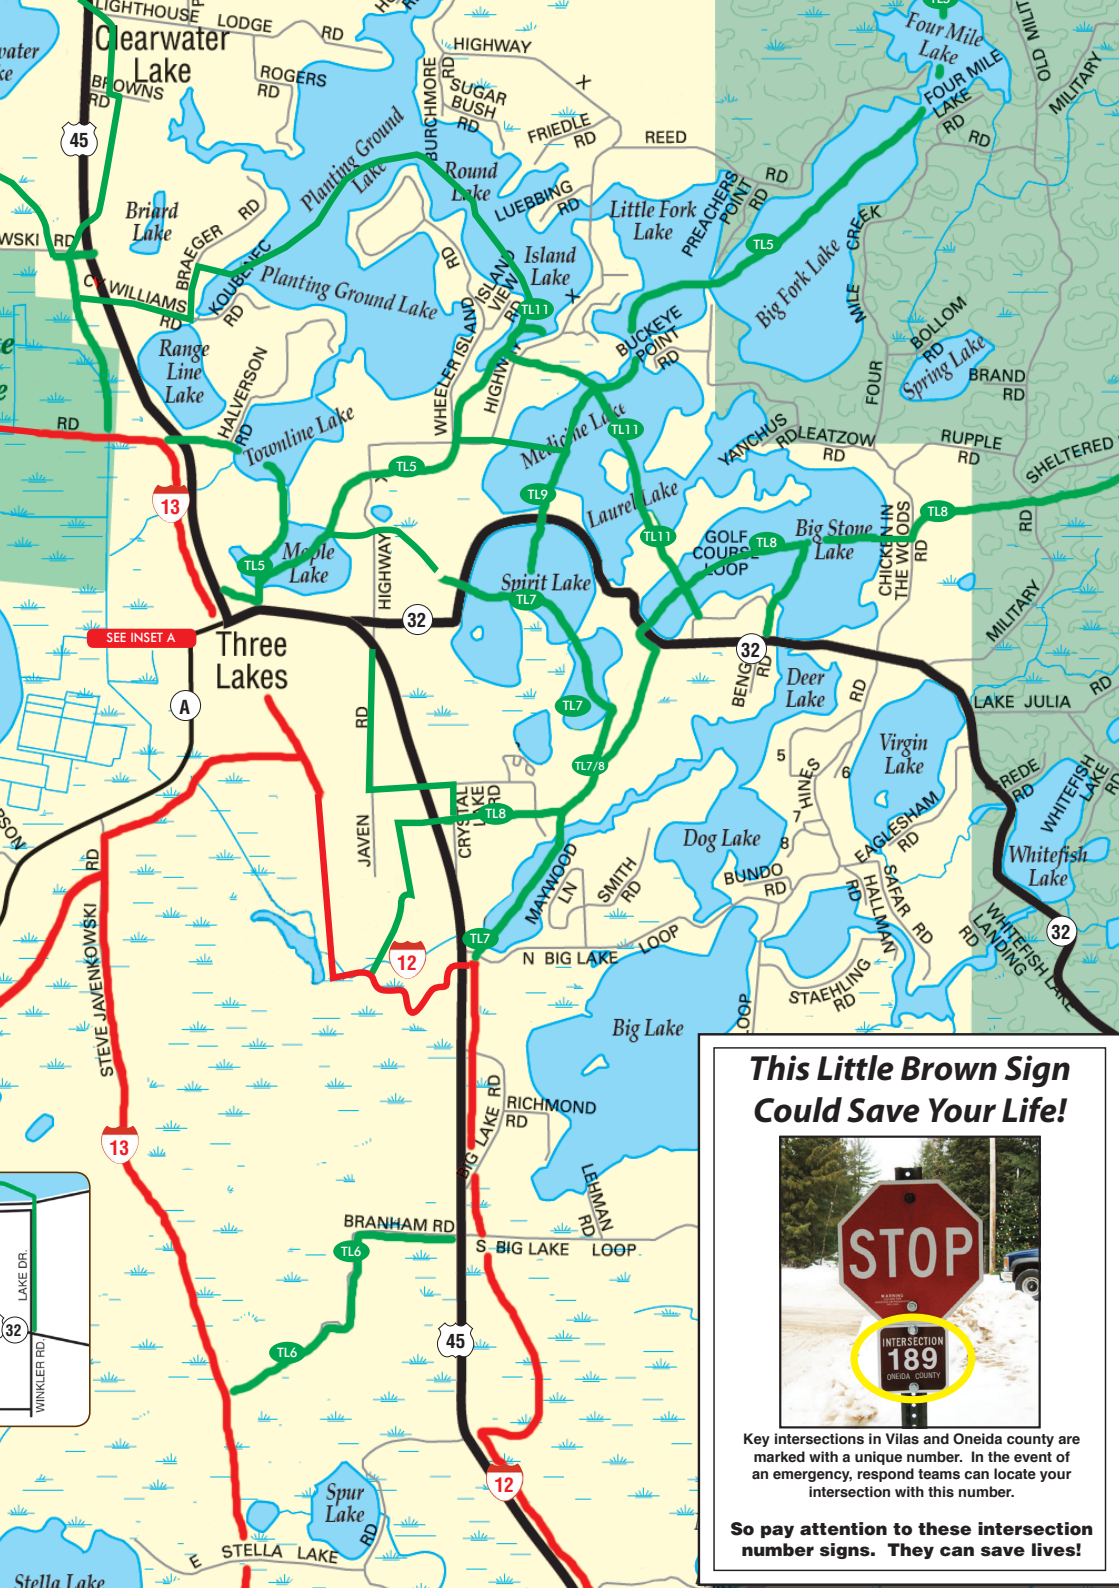 LIGHTHOUSE
LODGE
RD
Clearwater
Lake
BROWNS
RD
ROGERS
RD
45
HIGHWAY
RD
SUGAR
BUSH
RD
BURCHMORE
X
FRIEDLE
RD
REED
RD
TL5
Four Mile
Lake
FOUR MILE
LAKE
RD
RD
MILITARY
Planting Ground
Lake
Round
Lake
LUEBBING
RD
Little Fork
Lake
PREACHERS
POINT
RD
TL5
Big Fork Lake
MILE CREEK
FOUR
BOLLOM
RD
Spring Lake
BRAND
RD
Briard
Lake
RD
BRAEGER
RD
CY WILLIAMS
RD
KOUBENEC
RD
Planting Ground Lake
RD
ISLAND
VIEW
RD
Island
Lake
X
TL11
BUCKEYE
POINT
RD
Range
Line
Lake
HALVERSON
RD
WHEELER ISLAND
HIGHWAY
Townline Lake
RD
13
TL5
Medicine Lake
TL11
YANCHUS
RD
LEATZOW
RD
RUPPLE
RD
SHELTERED
TL9
Laurel Lake
TL11
GOLF
COURSE
LOOP
TL8
Big Stone
Lake
CHICKEN IN
THE WOODS
RD
TL8
RD
MILITARY
TL5
Maple
Lake
HIGHWAY
X
32
Spirit Lake
TL7
SEE INSET A
Three
Lakes
A
RD
TL7
32
RD
Deer
Lake
RD
LAKE JULIA
RD
TL7/8
5
6
7
8
HINES
Virgin
Lake
REDE
RD
WHITEFISH
LAKE
RD
JAVEN
CRYSTAL
LAKE
RD
TL8
MAYWOOD
LN
SMITH
RD
Dog Lake
BUNDO
RD
EAGLESHAM
RD
Whitefish
Lake
STEVE JAVENKOWSKI
RD
TL7
12
N BIG LAKE
LOOP
RD
HALLMAN
SAFAR
RD
WHITEFISH LAKE
LANDING
RD
32
STAEHLING
RD
LOOP
Big Lake
13
BIG LAKE
RD
RICHMOND
RD
LEHMAN
RD
BRANHAM RD
TL6
S BIG LAKE
LOOP
TL6
45
LAKE DR.
32
WINKLER RD.
12
Spur
Lake
RD
E
STELLA LAKE
Stella Lake
This Little Brown Sign
Could Save Your Life!
STOP
INTERSECTION
189
ONEIDA COUNTY
Key intersections in Vilas and Oneida county are
marked with a unique number. In the event of
an emergency, respond teams can locate your
intersection with this number.
So pay attention to these intersection
number signs. They can save lives!